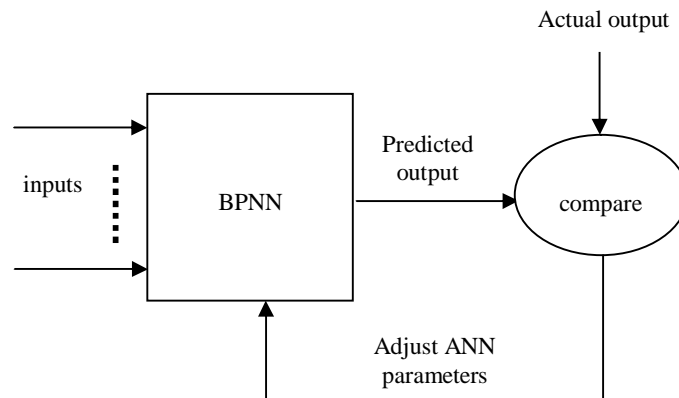 Actual output
Predicted
output
inputs
BPNN
compare
Adjust ANN
parameters